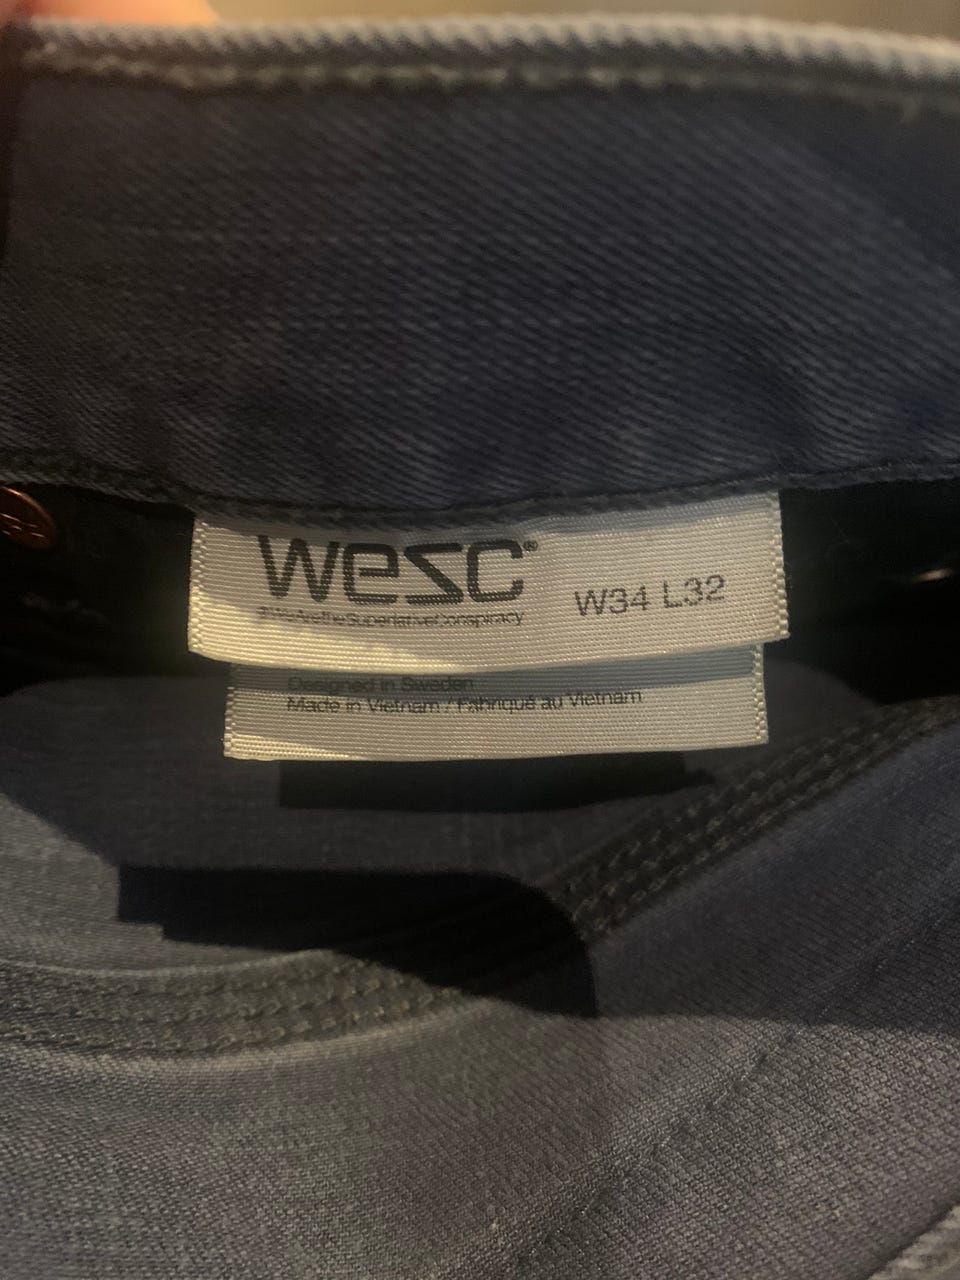 wesc®
#WeAretheSuperlativeConspiracy
W34 L32
Designed in Sweden
Made in Vietnam / Fabriqué au Vietnam